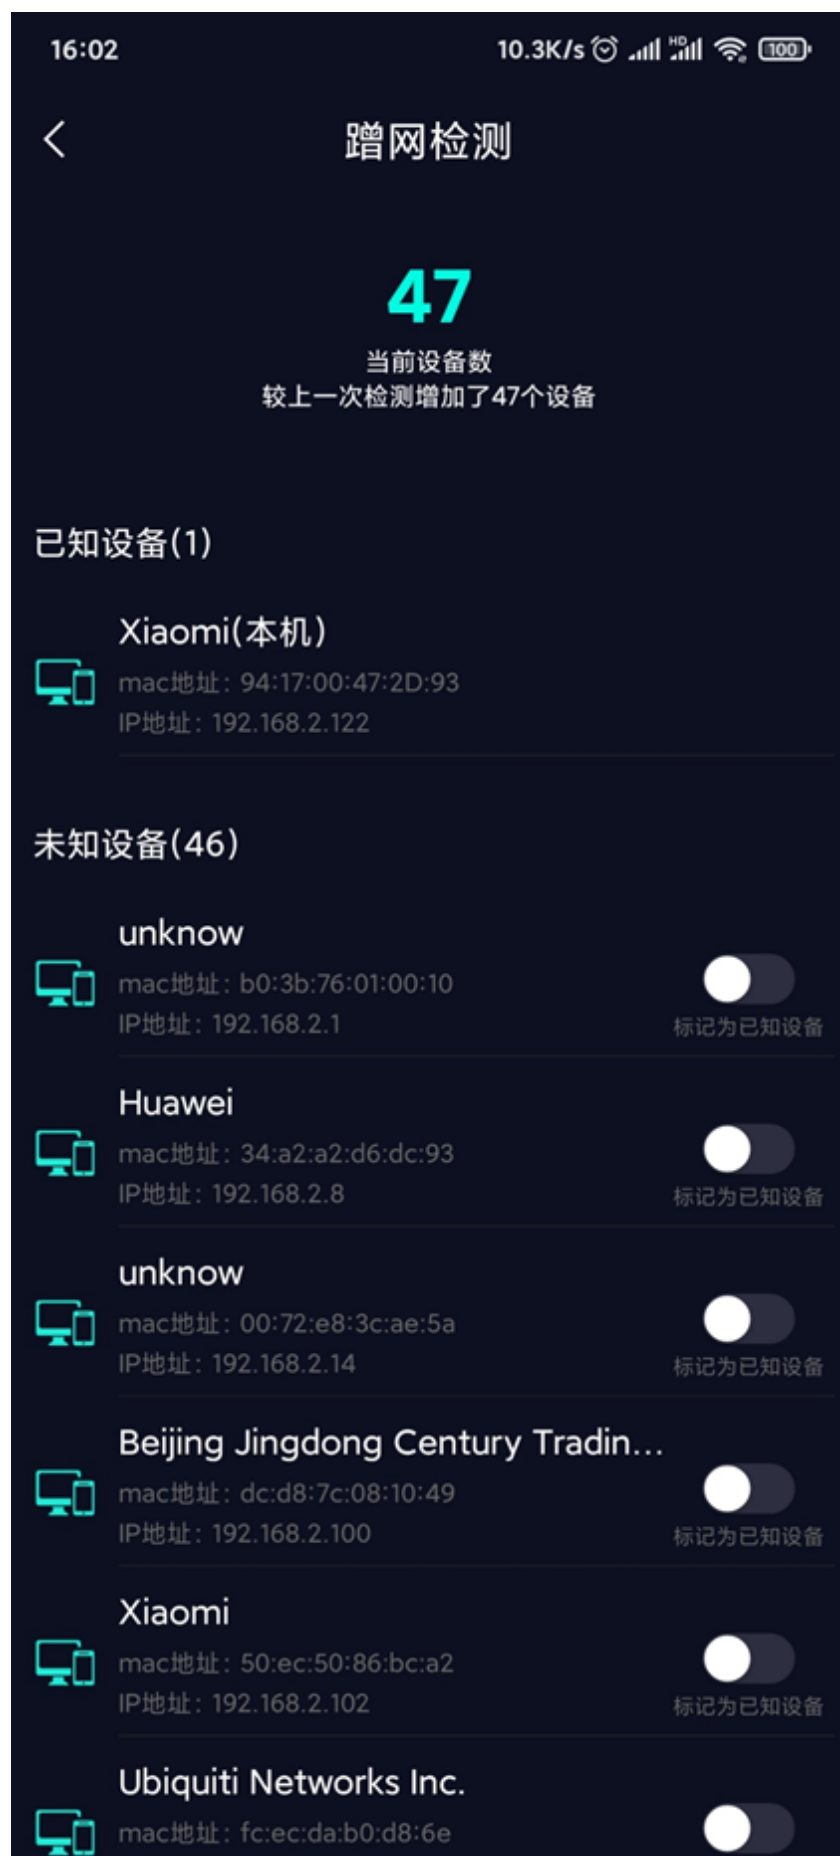 16:02
10.3K/s HD 100
蹭网检测
47
当前设备数
较上一次检测增加了47个设备
已知设备(1)
Xiaomi(本机)
mac地址: 94:17:00:47:2D:93
IP地址: 192.168.2.122
未知设备(46)
unknow
mac地址: b0:3b:76:01:00:10
IP地址: 192.168.2.1
标记为已知设备
Huawei
mac地址: 34:a2:a2:d6:dc:93
IP地址: 192.168.2.8
标记为已知设备
unknow
mac地址: 00:72:e8:3c:ae:5a
IP地址: 192.168.2.14
标记为已知设备
Beijing Jingdong Century Tradin...
mac地址: dc:d8:7c:08:10:49
IP地址: 192.168.2.100
标记为已知设备
Xiaomi
mac地址: 50:ec:50:86:bc:a2
IP地址: 192.168.2.102
标记为已知设备
Ubiquiti Networks Inc.
mac地址: fc:ec:da:b0:d8:6e